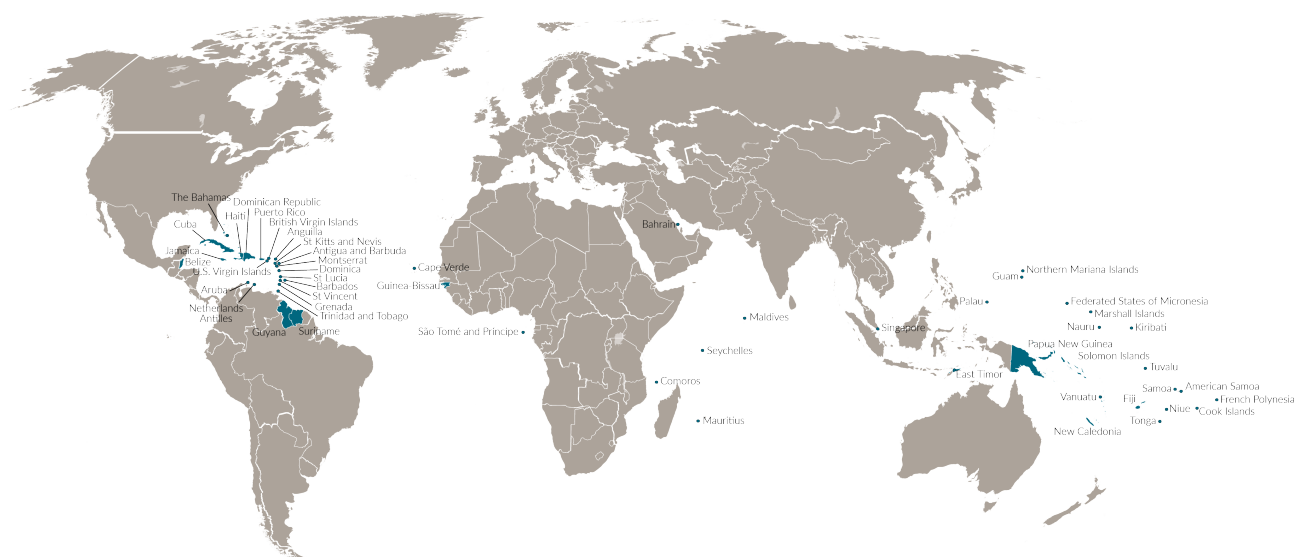 The Bahamas
Dominican Republic
Haiti
Puerto Rico
British Virgin Islands
Cuba
Anguilla
St Kitts and Nevis
Jamaica
Antigua and Barbuda
Belize
Montserrat
U.S. Virgin Islands
Dominica
St Lucia
Aruba
Barbados
St Vincent
Netherlands
Antilles
Grenada
Trinidad and Tobago
Guyana
Suriname
Cape Verde
Guinea-Bissau
São Tomé and Principe
Bahrain
Maldives
Seychelles
Comoros
Mauritius
Singapore
East Timor
Northern Mariana Islands
Guam
Palau
Federated States of Micronesia
Marshall Islands
Nauru
Kiribati
Papua New Guinea
Solomon Islands
Tuvalu
Samoa
American Samoa
Vanuatu
Fiji
French Polynesia
Niue
Cook Islands
Tonga
New Caledonia